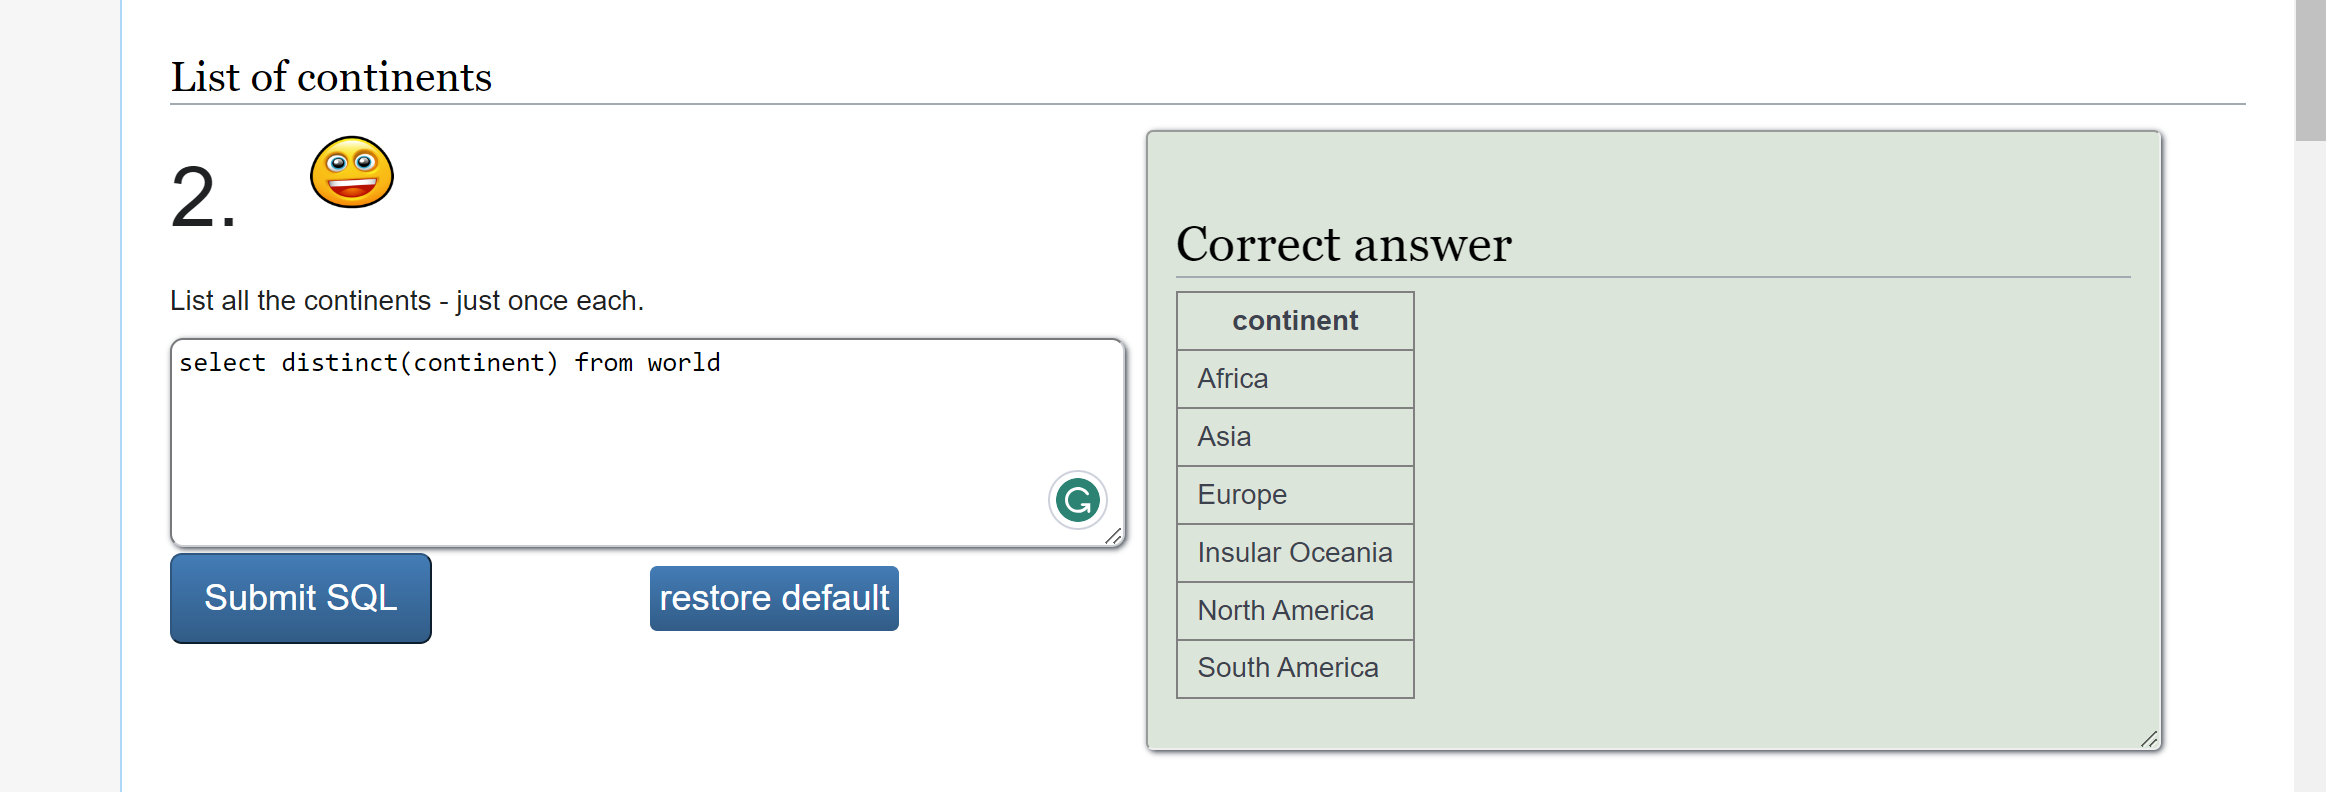 List of continents
2.
List all the continents - just once each.
select distinct(continent) from world
Submit SQL
restore default
Correct answer
continent
Africa
Asia
Europe
Insular Oceania
North America
South America